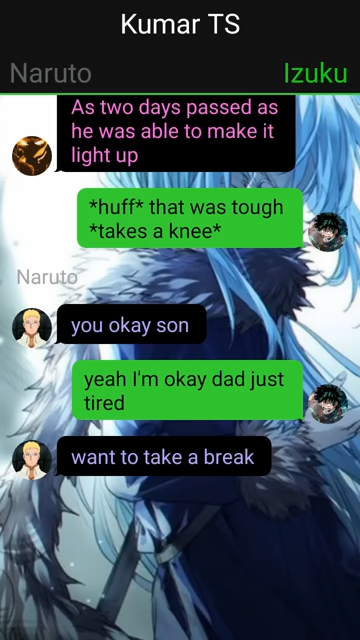 Kumar TS
Naruto Izuku
As two days passed as
he was able to make it
light up
*huff* that was tough
*takes a knee*
Naruto
you okay son
yeah I'm okay dad just
tired
want to take a break